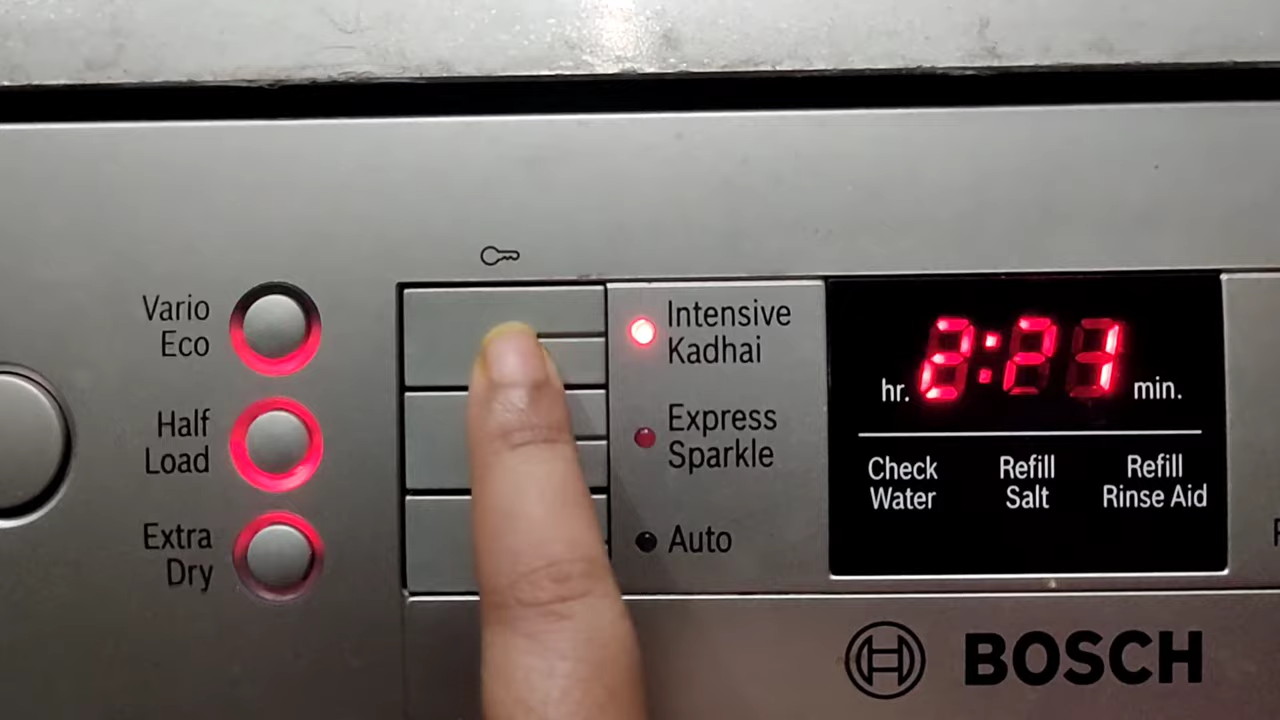 Vario
Eco
Half
Load
Extra
Dry
Intensive
Kadhai
Express
Sparkle
Auto
hr. 2:21 min.
Check
Water
Refill
Salt
Refill
Rinse Aid
BOSCH